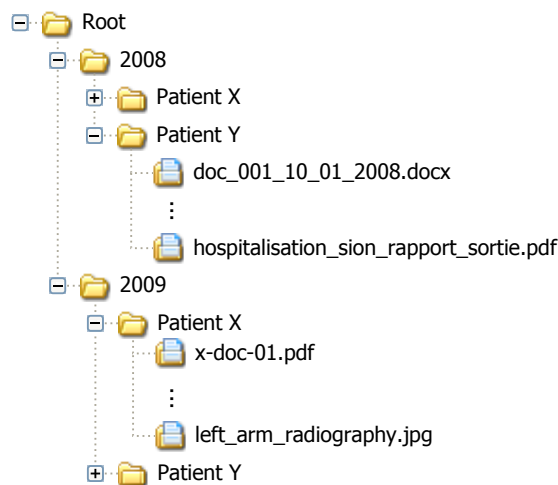 Root
2008
Patient X
Patient Y
doc_001_10_01_2008.docx
⋮
hospitalisation_sion_rapport_sortie.pdf
2009
Patient X
x-doc-01.pdf
⋮
left_arm_radiography.jpg
Patient Y